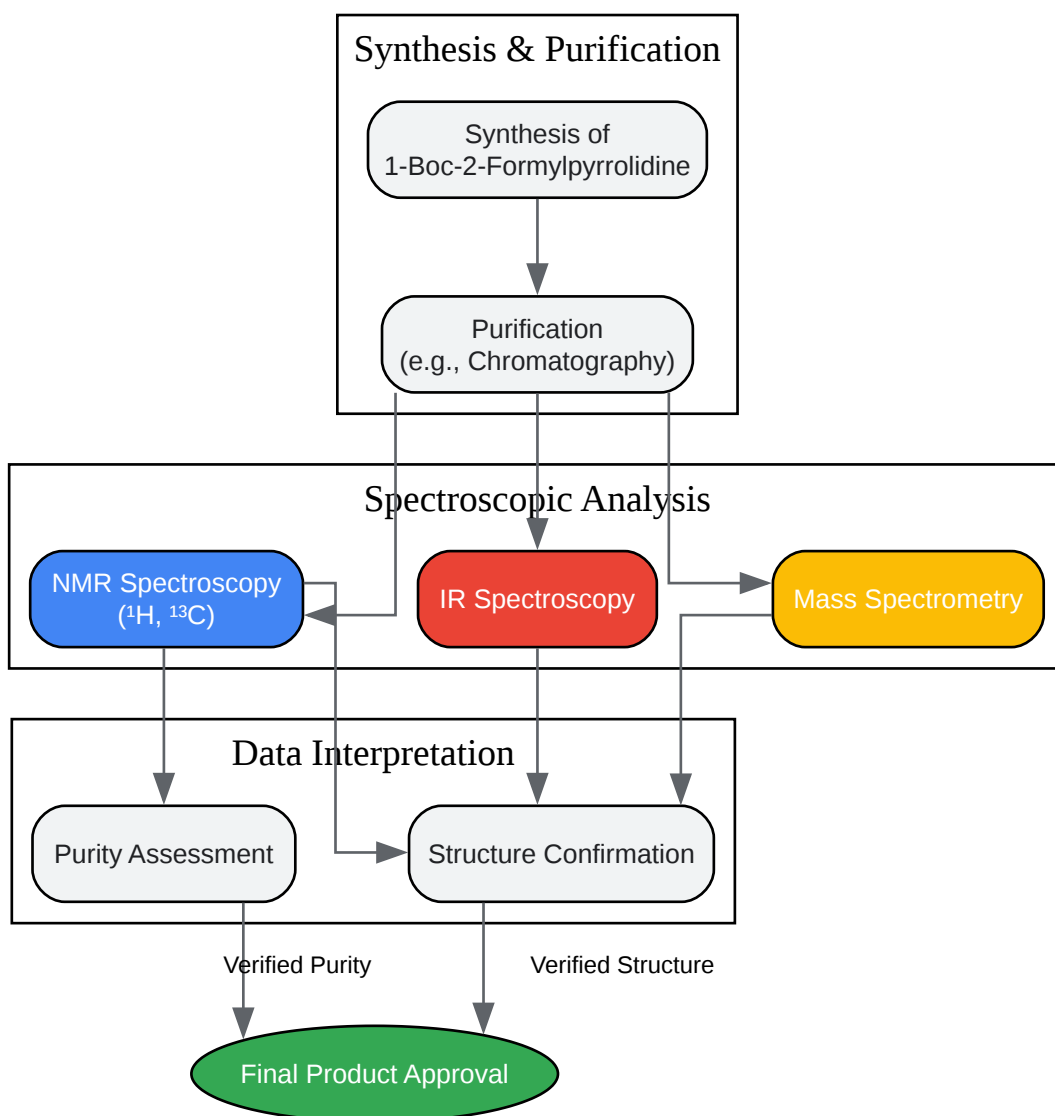 Synthesis & Purification
Synthesis of
1-Boc-2-Formylpyrrolidine
Purification
(e.g., Chromatography)
Spectroscopic Analysis
NMR Spectroscopy
(¹H, ¹³C)
IR Spectroscopy
Mass Spectrometry
Data Interpretation
Purity Assessment
Structure Confirmation
Verified Purity
Verified Structure
Final Product Approval